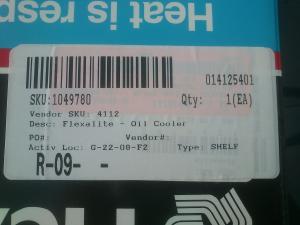 Heat is resp
014125401
SKU:1049780 Qty: 1(EA)
Vendor SKU: 4112
Desc: Flexalite - Oil Cooler
PO#: Vendor#:
Activ Loc: G-22-08-F2 Type: SHELF
R-09- -